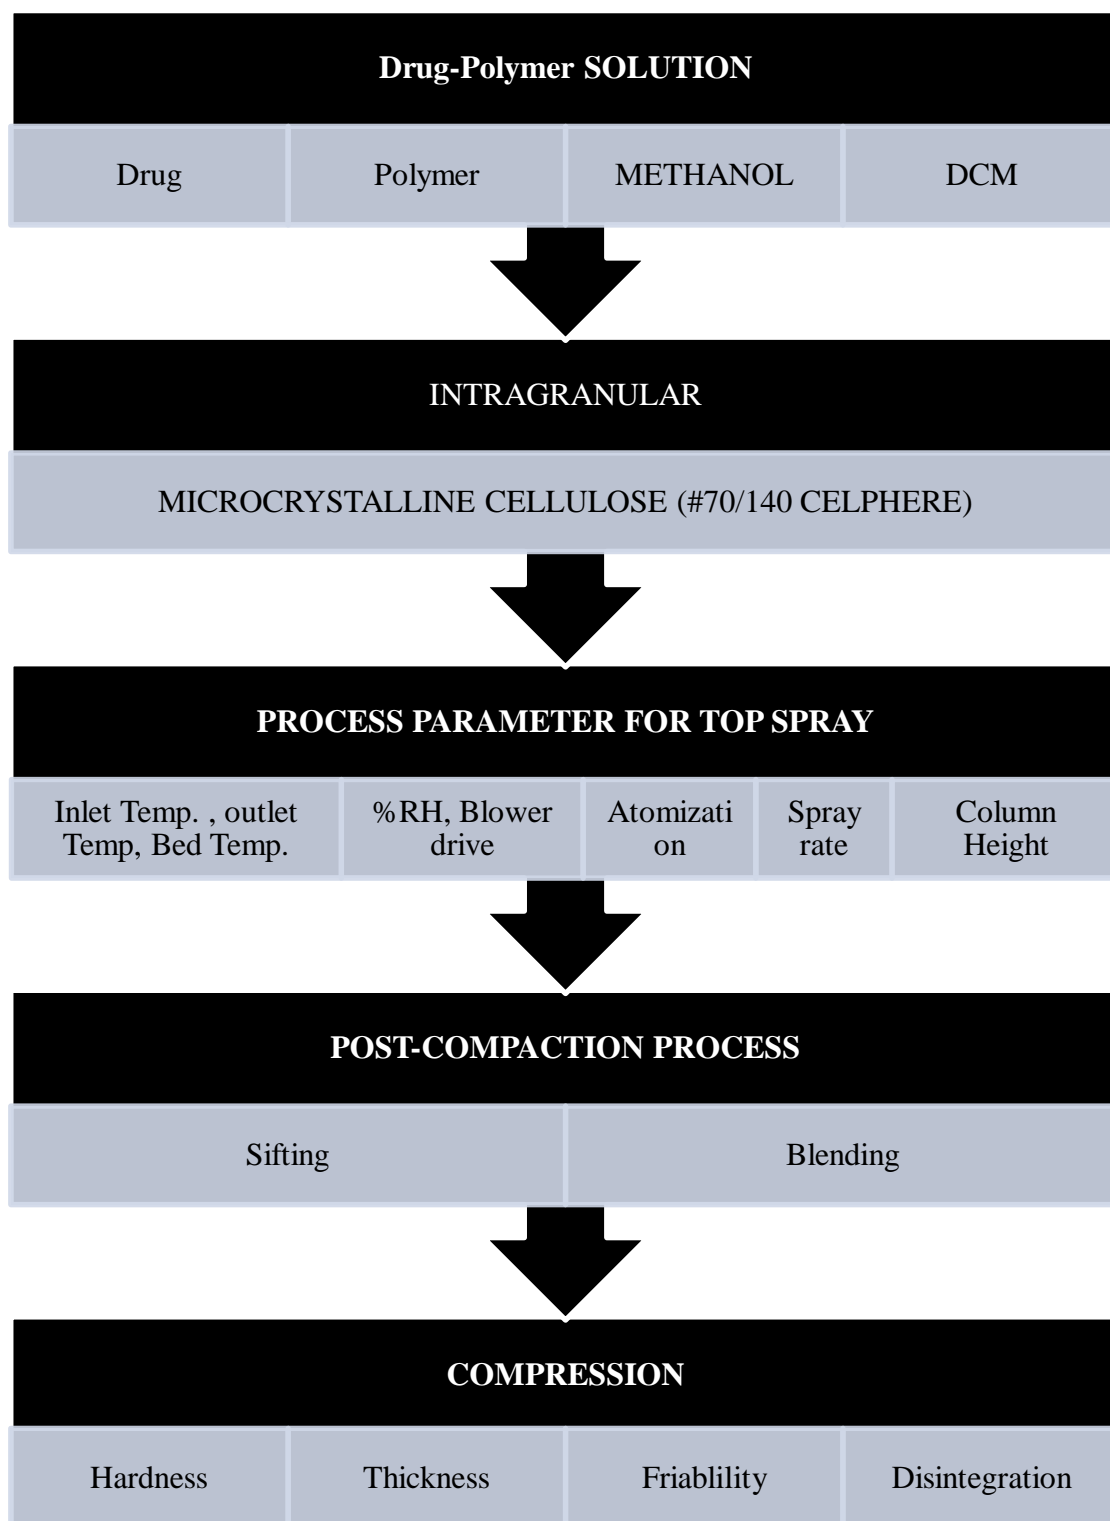 Drug-Polymer SOLUTION
Drug
Polymer
METHANOL
DCM
INTRAGRANULAR
MICROCRYSTALLINE CELLULOSE (#70/140 CELPHERE)
PROCESS PARAMETER FOR TOP SPRAY
Inlet Temp. , outlet
Temp, Bed Temp.
%RH, Blower
drive
Atomizati
on
Spray
rate
Column
Height
POST-COMPACTION PROCESS
Sifting
Blending
COMPRESSION
Hardness
Thickness
Friablility
Disintegration